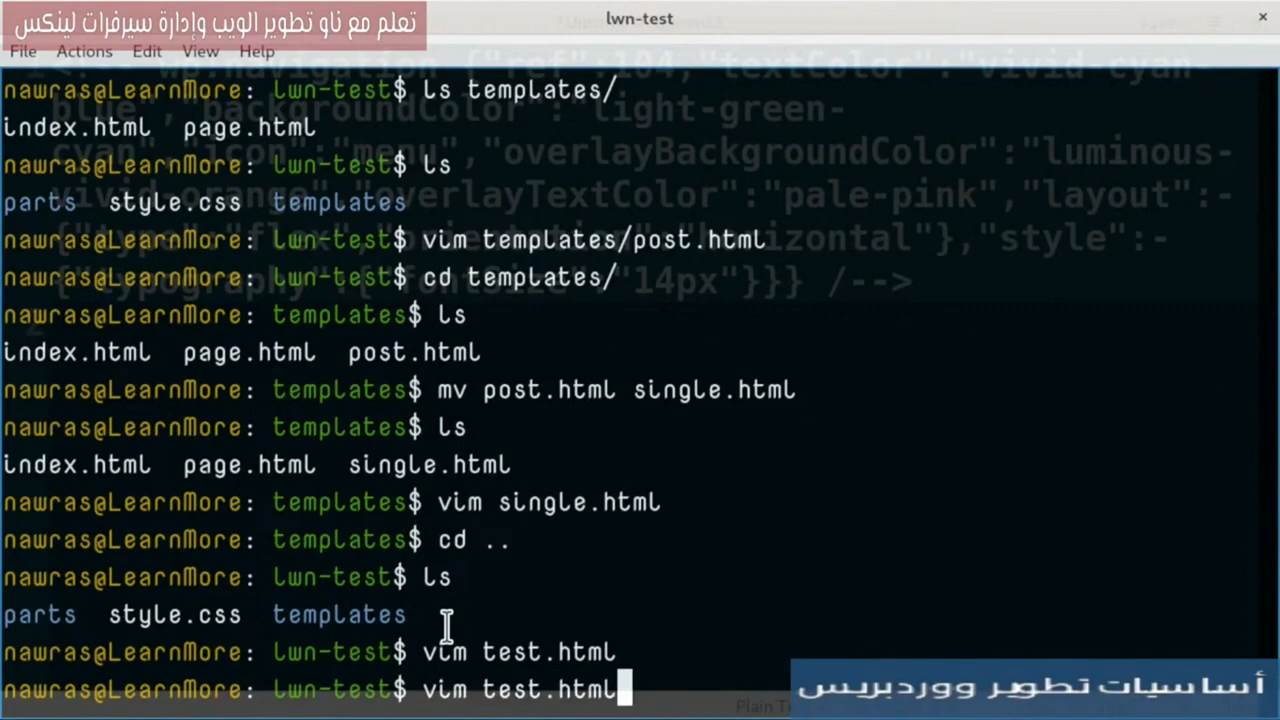 تعلم مع ناو تطوير الويب وإدارة سيرفرات لينكس
lwn-test
×
File Actions Edit View Help
nawras@LearnMore: lwn-test$ ls templates/
index.html page.html
nawras@LearnMore: lwn-test$ ls
parts style.css templates
nawras@LearnMore: lwn-test$ vim templates/post.html
nawras@LearnMore: lwn-test$ cd templates/
nawras@LearnMore: templates$ ls
index.html page.html post.html
nawras@LearnMore: templates$ mv post.html single.html
nawras@LearnMore: templates$ ls
index.html page.html single.html
nawras@LearnMore: templates$ vim single.html
nawras@LearnMore: templates$ cd ..
nawras@LearnMore: lwn-test$ ls
parts style.css templates
nawras@LearnMore: lwn-test$ vim test.html
nawras@LearnMore: lwn-test$ vim test.html
أساسيات تطوير ووردبريس